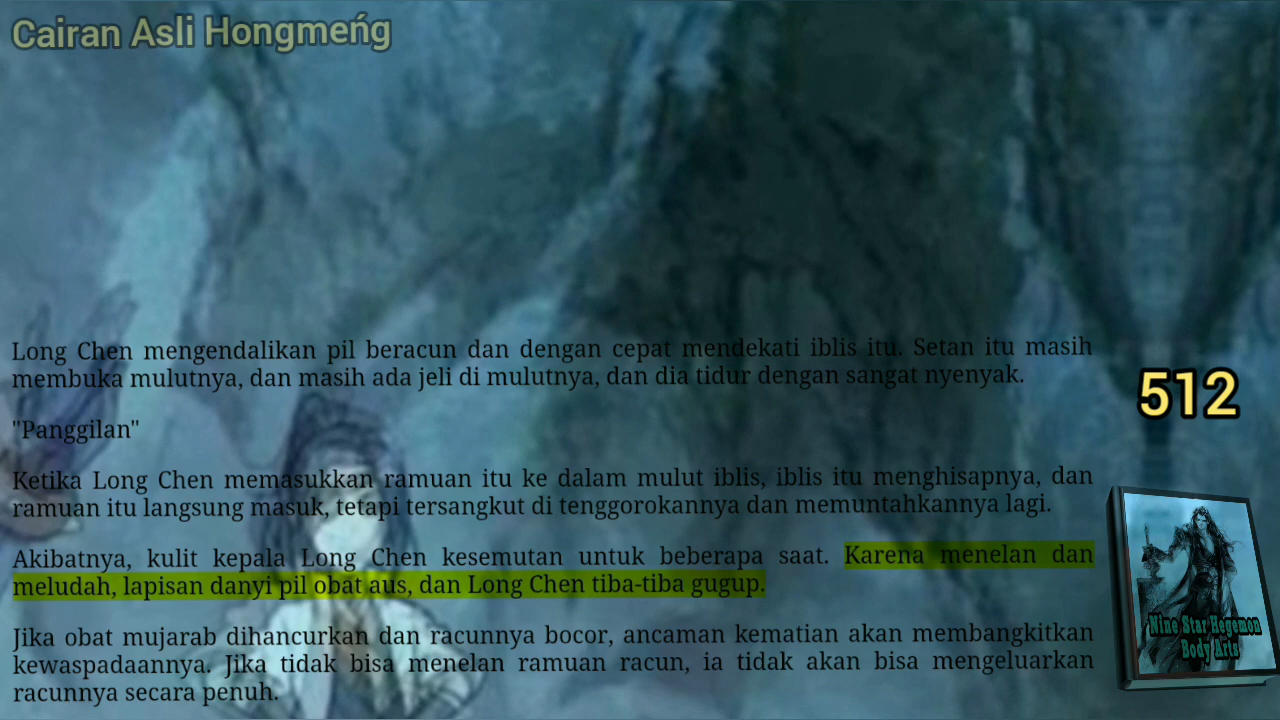 Cairan Asli Hongmeńg
Long Chen mengendalikan pil beracun dan dengan cepat mendekati iblis itu. Setan itu masih
membuka mulutnya, dan masih ada jeli di mulutnya, dan dia tidur dengan sangat nyenyak.
"Panggilan"
Ketika Long Chen memasukkan ramuan itu ke dalam mulut iblis, iblis itu menghisapnya, dan
ramuan itu langsung masuk, tetapi tersangkut di tenggorokannya dan memuntahkannya lagi.
Akibatnya, kulit kepala Long Chen kesemutan untuk beberapa saat. Karena menelan dan
meludah, lapisan danyi pil obat aus, dan Long Chen tiba-tiba gugup.
Jika obat mujarab dihancurkan dan racunnya bocor, ancaman kematian akan membangkitkan
kewaspadaannya. Jika tidak bisa menelan ramuan racun, ia tidak akan bisa mengeluarkan
racunnya secara penuh.
512
Nine Star Hegemon
Body Arts